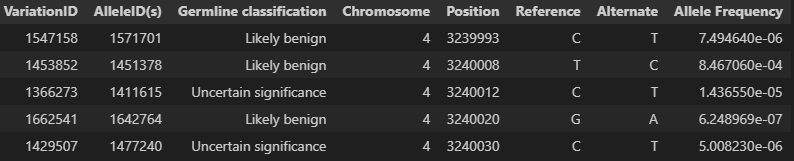 VariationID AlleleID(s) Germline classification Chromosome Position Reference Alternate Allele Frequency
1547158 1571701 Likely benign 4 3239993 C T 7.494640e-06
1453852 1451378 Likely benign 4 3240008 T C 8.467060e-04
1366273 1411615 Uncertain significance 4 3240012 C T 1.436550e-05
1662541 1642764 Likely benign 4 3240020 G A 6.248969e-07
1429507 1477240 Uncertain significance 4 3240030 C T 5.008230e-06